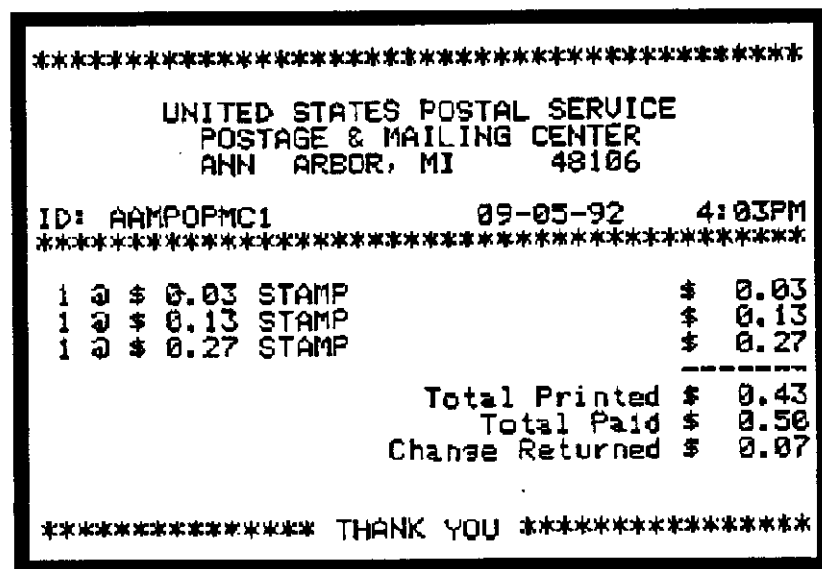 ******************************************
UNITED STATES POSTAL SERVICE
POSTAGE & MAILING CENTER
ANN ARBOR, MI 48106
ID: AAMPOPMC1 09-05-92 4:03PM
******************************************
1 @ $ 0.03 STAMP $ 0.03
1 @ $ 0.13 STAMP $ 0.13
1 @ $ 0.27 STAMP $ 0.27
--------
Total Printed $ 0.43
Total Paid $ 0.50
Change Returned $ 0.07
*************** THANK YOU ****************